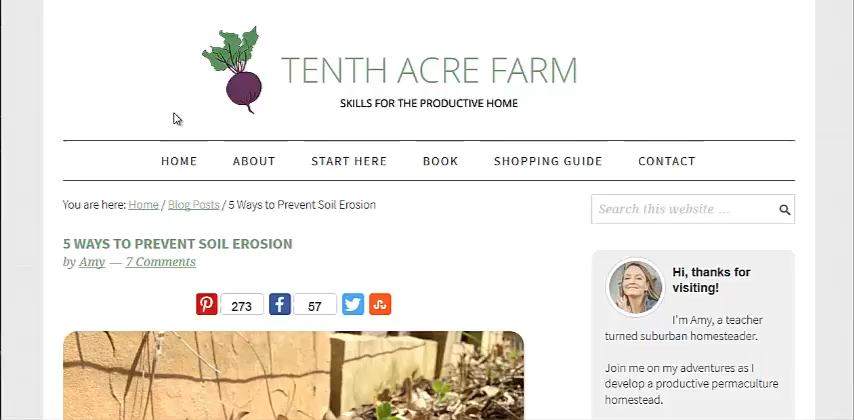 TENTH ACRE FARM
SKILLS FOR THE PRODUCTIVE HOME
HOME ABOUT START HERE BOOK SHOPPING GUIDE CONTACT
You are here: Home / Blog Posts / 5 Ways to Prevent Soil Erosion
Search this website ...
5 WAYS TO PREVENT SOIL EROSION
by Amy — 7 Comments
273 57
Hi, thanks for
visiting!
I'm Amy, a teacher
turned suburban homesteader.
Join me on my adventures as I
develop a productive permaculture
homestead.